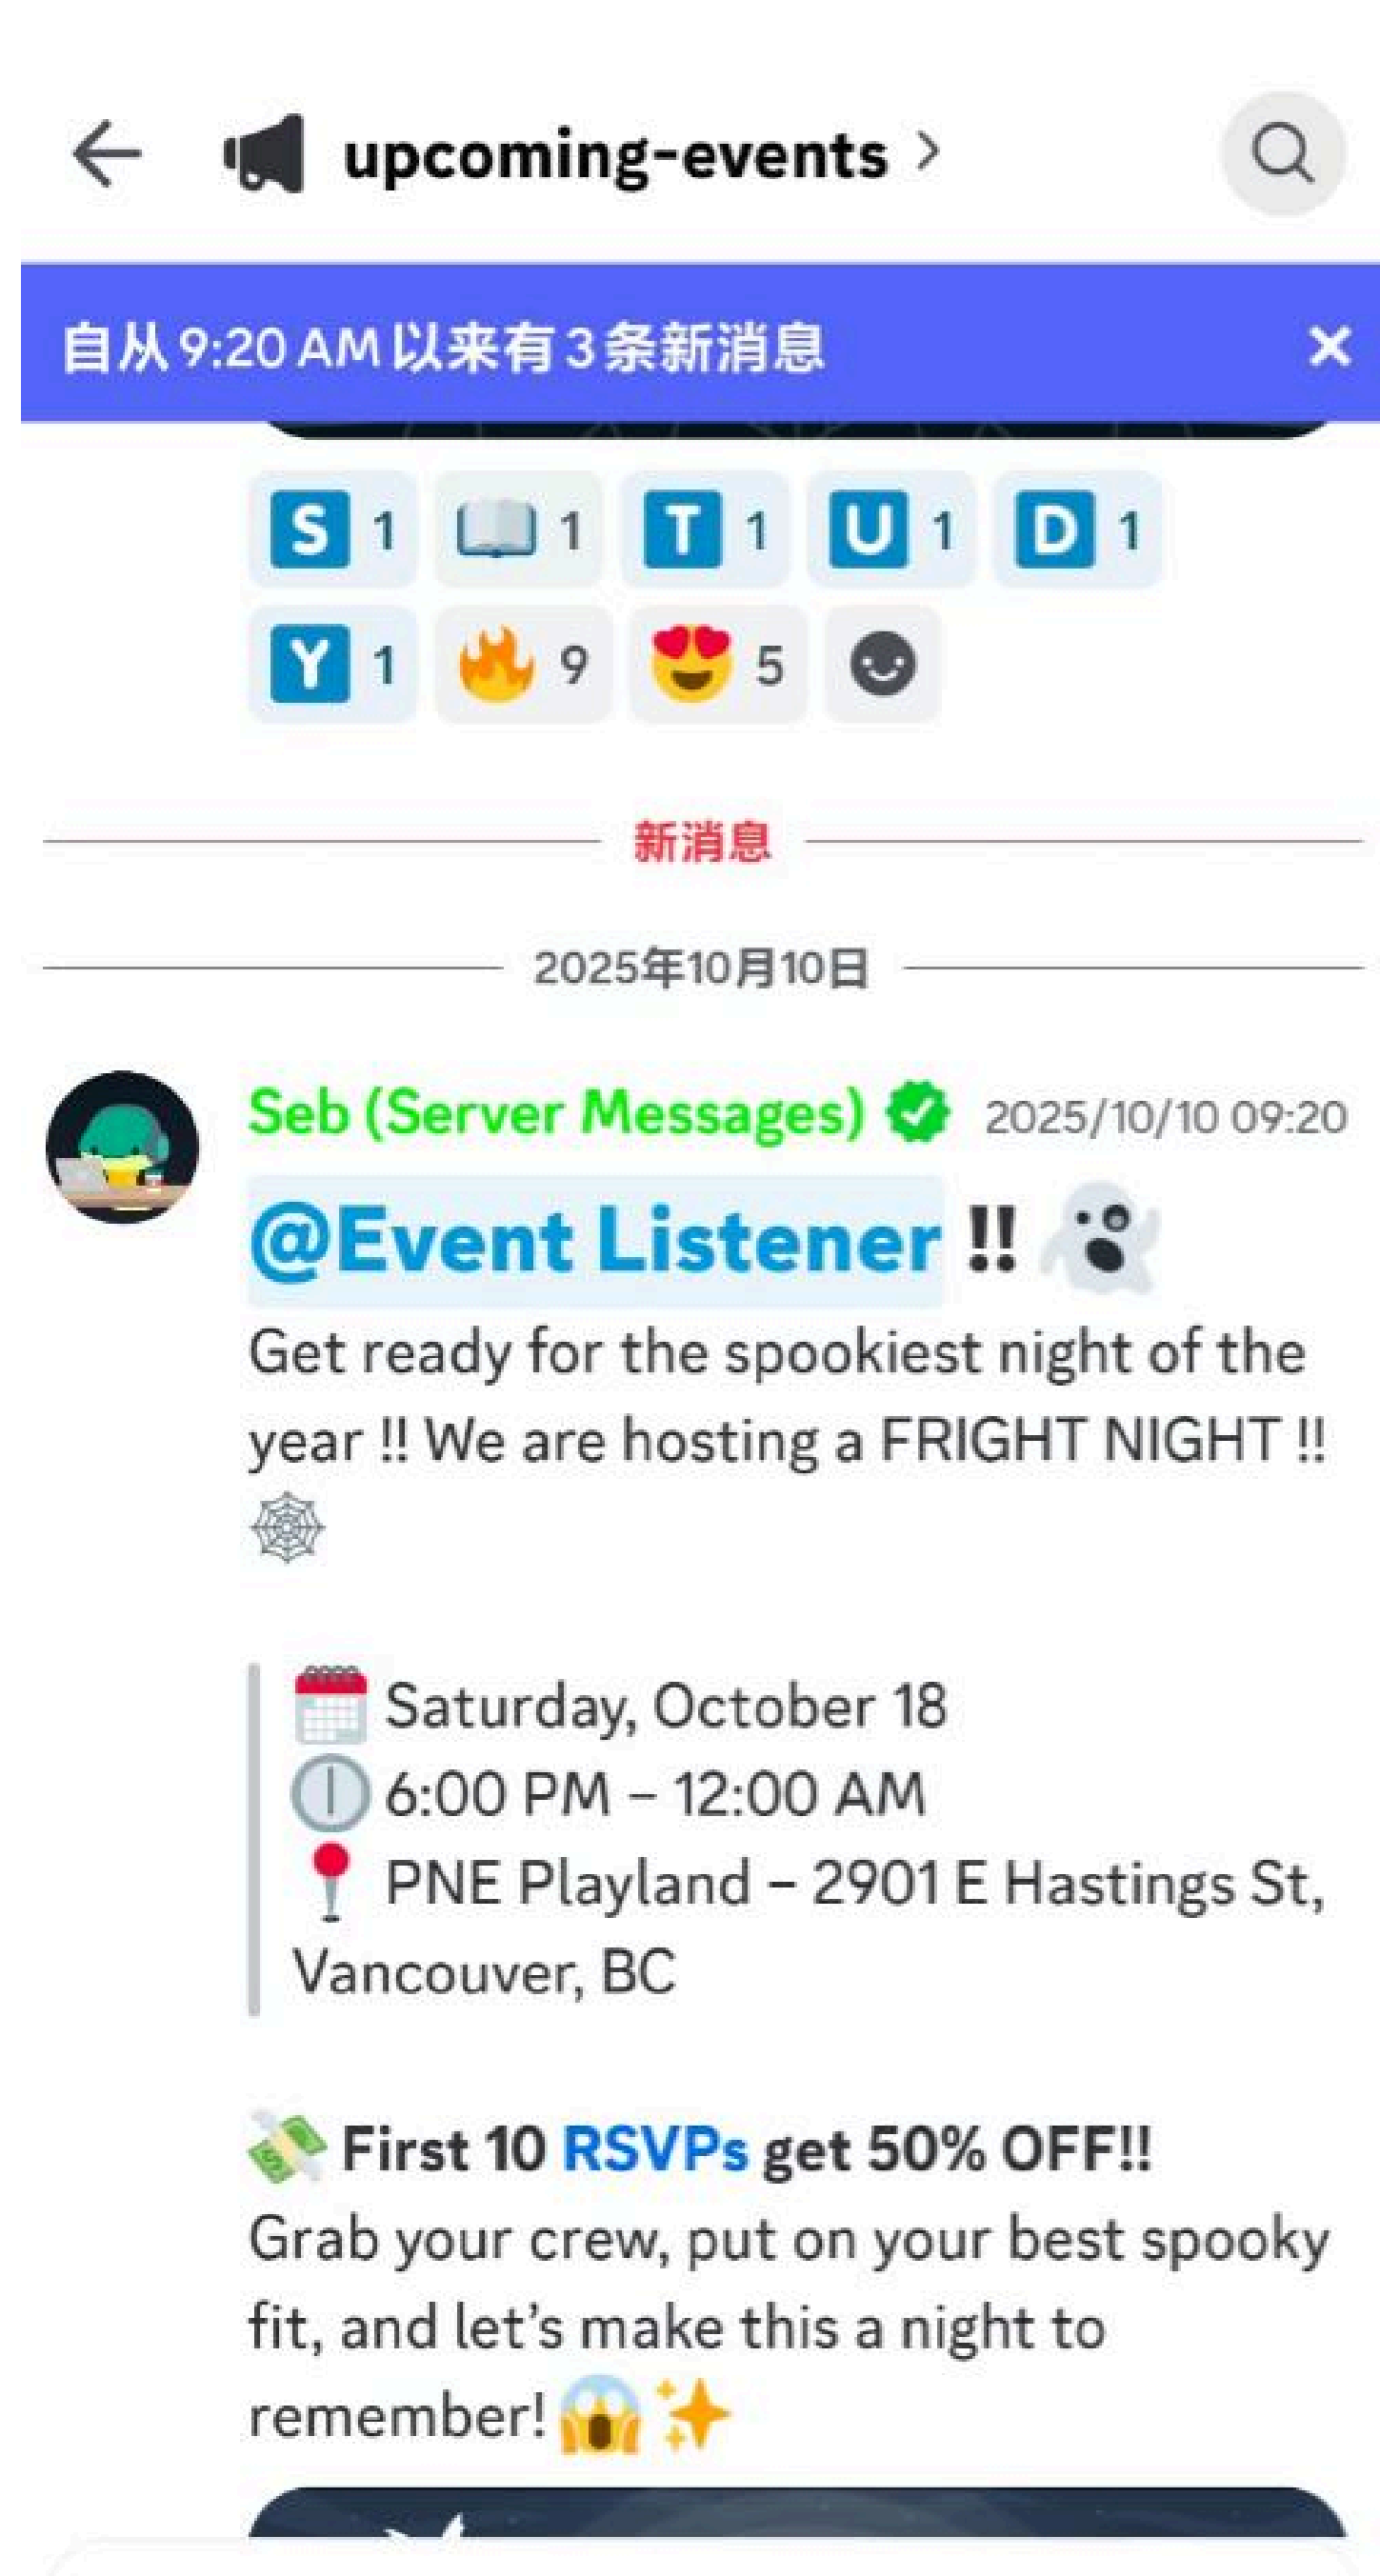 upcoming-events
自从 9:20 AM 以来有 3 条新消息
S 1 1 T 1 U 1 D 1
Y 1 9 5
新消息
2025年10月10日
Seb (Server Messages) 2025/10/10 09:20
@Event Listener ‼️
Get ready for the spookiest night of the
year !! We are hosting a FRIGHT NIGHT !!
Saturday, October 18
6:00 PM – 12:00 AM
PNE Playland – 2901 E Hastings St,
Vancouver, BC
First 10 RSVPs get 50% OFF!!
Grab your crew, put on your best spooky
fit, and let’s make this a night to
remember!